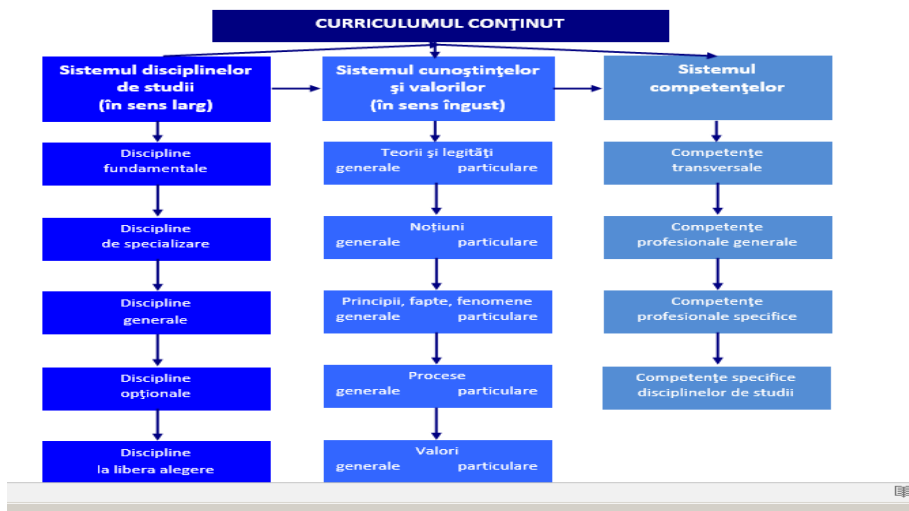 CURRICULUMUL CONŢINUT
Sistemul disciplinelor
de studii
(în sens larg)
Discipline
fundamentale
Discipline
de specializare
Discipline
generale
Discipline
opţionale
Discipline
la libera alegere
Sistemul cunoştinţelor
şi valorilor
(în sens îngust)
Teorii şi legităţi
generale particulare
Noţiuni
generale particulare
Principii, fapte, fenomene
generale particulare
Procese
generale particulare
Valori
generale particulare
Sistemul
competenţelor
Competenţe
transversale
Competenţe
profesionale generale
Competenţe
profesionale specifice
Competenţe specifice
disciplinelor de studii